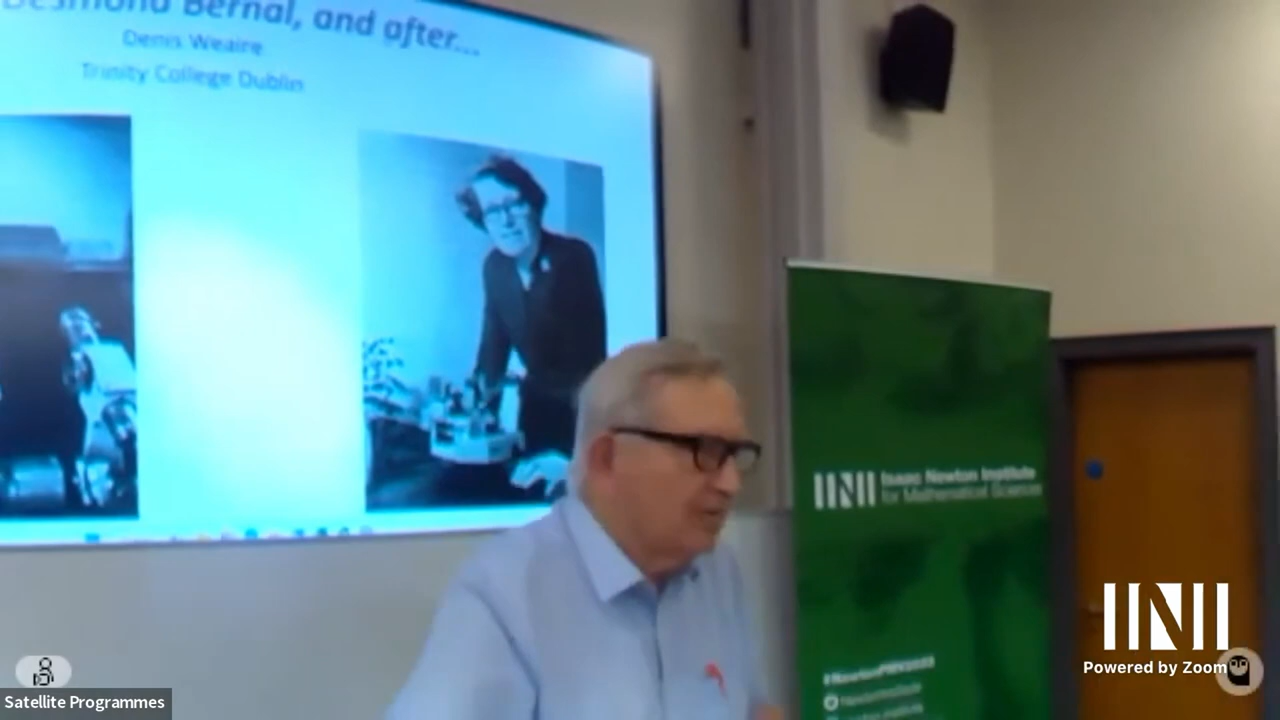 Desmond Bernal, and after...
Denis Weaire
Trinity College Dublin
Isaac Newton Institute
for Mathematical Sciences
INI
Powered by Zoom
Satellite Programmes